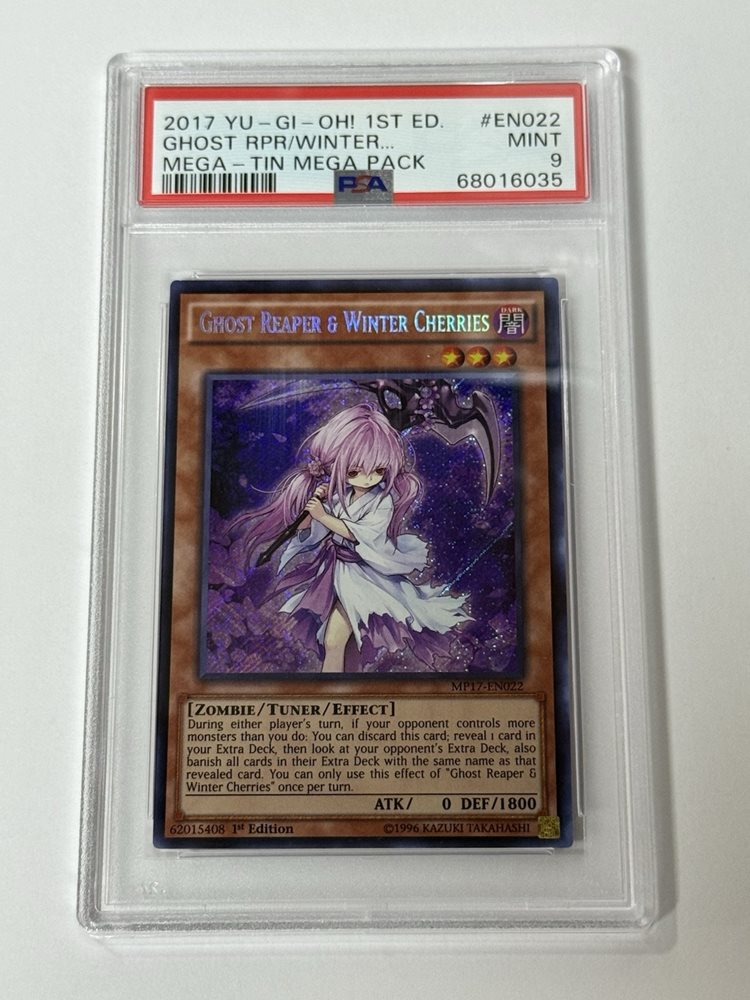 2017 YU-GI-OH! 1ST ED. #EN022
GHOST RPR/WINTER... MINT
MEGA-TIN MEGA PACK 9
PSA 68016035
GHOST REAPER & WINTER CHERRIES
DARK
闇
MP17-EN022
[ZOMBIE/TUNER/EFFECT]
During either player's turn, if your opponent controls more
monsters than you do: You can discard this card; reveal 1 card in
your Extra Deck, then look at your opponent's Extra Deck, also
banish all cards in their Extra Deck with the same name as that
revealed card. You can only use this effect of "Ghost Reaper &
Winter Cherries" once per turn.
ATK/ 0 DEF/1800
62015408 1st Edition ©1996 KAZUKI TAKAHASHI